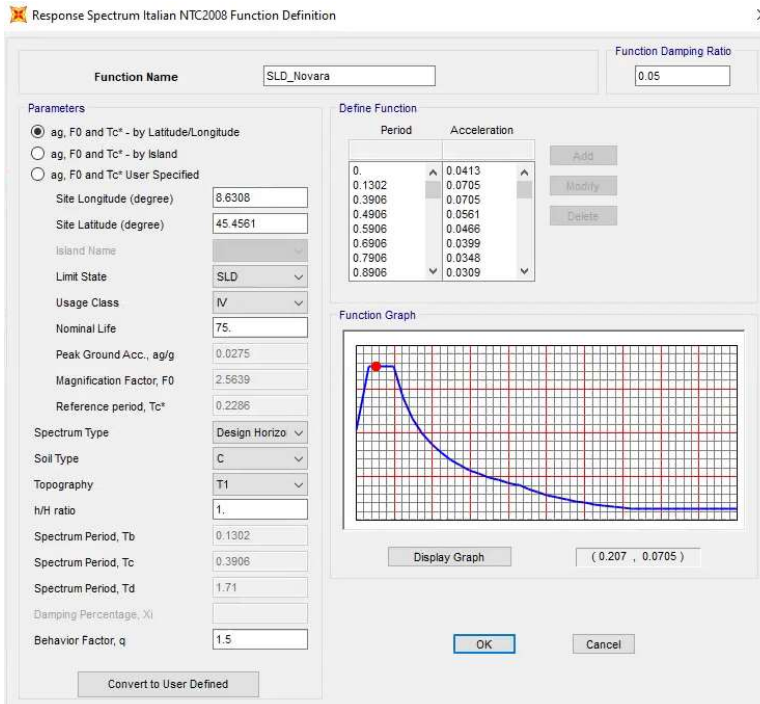 Response Spectrum Italian NTC2008 Function Definition
Function Name
SLD_Novara
Function Damping Ratio
0.05
Parameters
ag, F0 and Tc* - by Latitude/Longitude
ag, F0 and Tc* - by Island
ag, F0 and Tc* User Specified
Site Longitude (degree) 8.6308
Site Latitude (degree) 45.4561
Island Name
Limit State SLD
Usage Class IV
Nominal Life 75.
Peak Ground Acc., ag/g 0.0275
Magnification Factor, F0 2.5639
Reference period, Tc* 0.2286
Spectrum Type Design Horizo
Soil Type C
Topography T1
h/H ratio 1.
Spectrum Period, Tb 0.1302
Spectrum Period, Tc 0.3906
Spectrum Period, Td 1.71
Damping Percentage, Xi
Behavior Factor, q 1.5
Convert to User Defined
Define Function
Period Acceleration
0. 0.0413
0.1302 0.0705
0.3906 0.0705
0.4906 0.0561
0.5906 0.0466
0.6906 0.0399
0.7906 0.0348
0.8906 0.0309
Add
Modify
Delete
Function Graph
Display Graph
(0.207 , 0.0705)
OK
Cancel